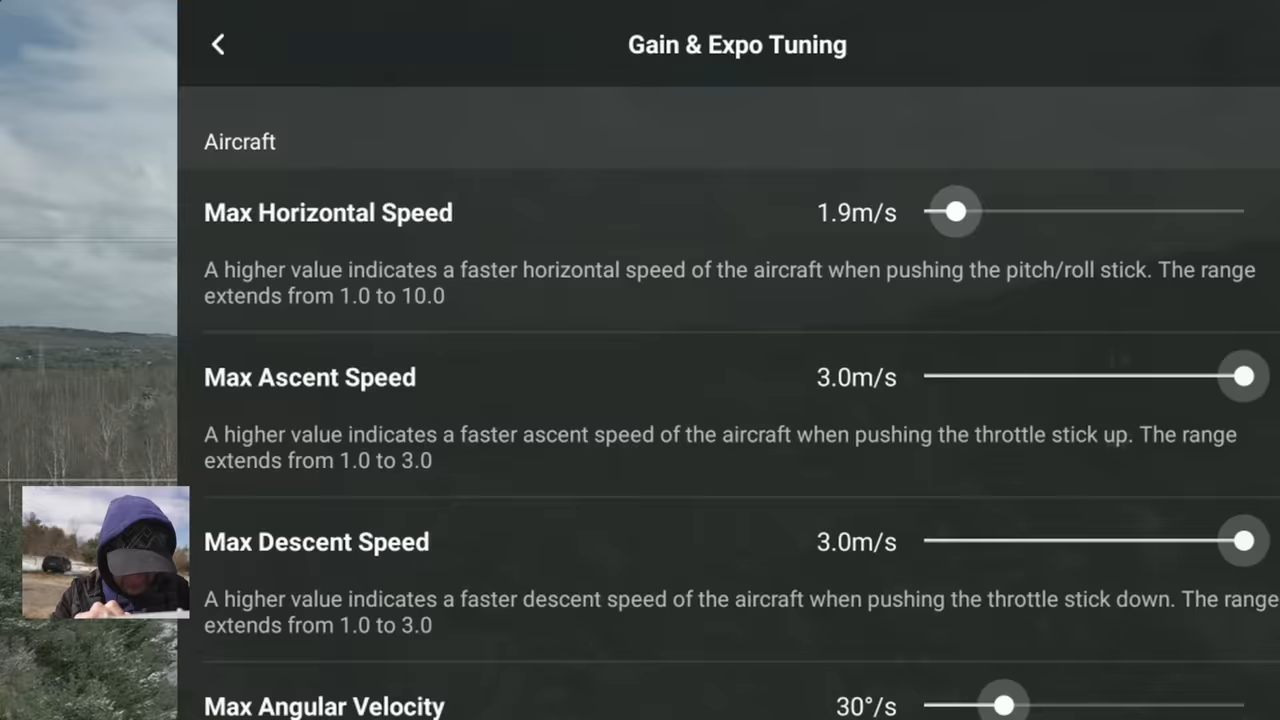 Gain & Expo Tuning
Aircraft
Max Horizontal Speed 1.9m/s
A higher value indicates a faster horizontal speed of the aircraft when pushing the pitch/roll stick. The range
extends from 1.0 to 10.0
Max Ascent Speed 3.0m/s
A higher value indicates a faster ascent speed of the aircraft when pushing the throttle stick up. The range
extends from 1.0 to 3.0
Max Descent Speed 3.0m/s
A higher value indicates a faster descent speed of the aircraft when pushing the throttle stick down. The range
extends from 1.0 to 3.0
Max Angular Velocity 30°/s